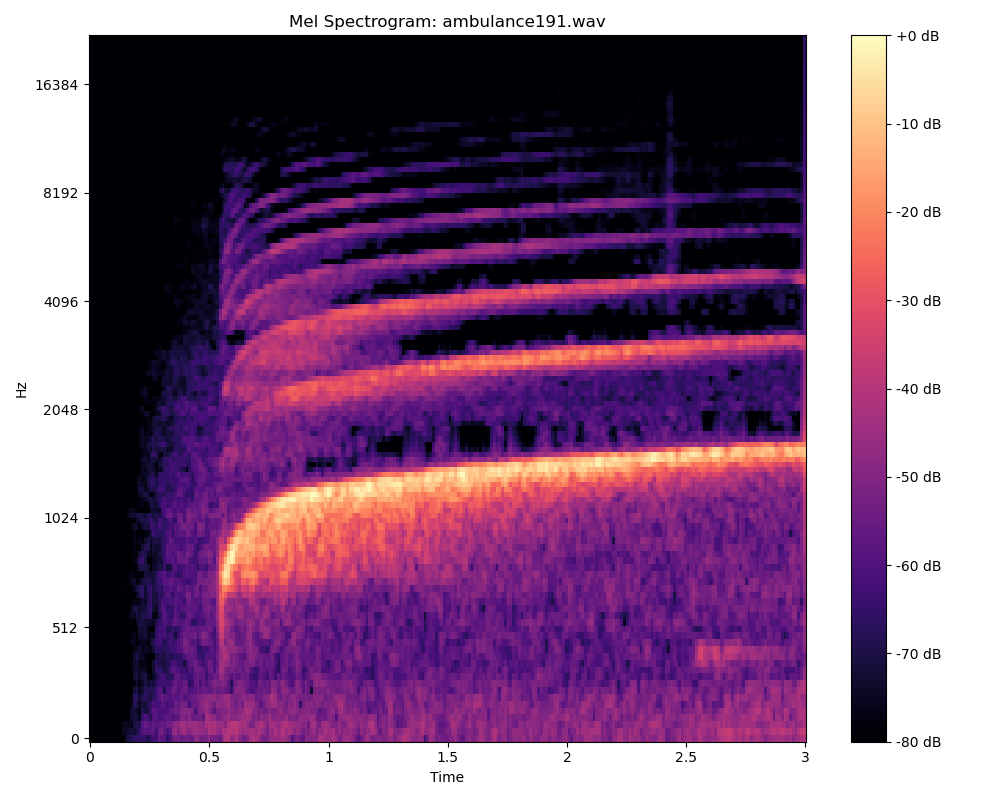 Mel Spectrogram: ambulance191.wav
Hz
16384
8192
4096
2048
1024
512
0
0 0.5 1 1.5 2 2.5 3
Time
+0 dB
-10 dB
-20 dB
-30 dB
-40 dB
-50 dB
-60 dB
-70 dB
-80 dB